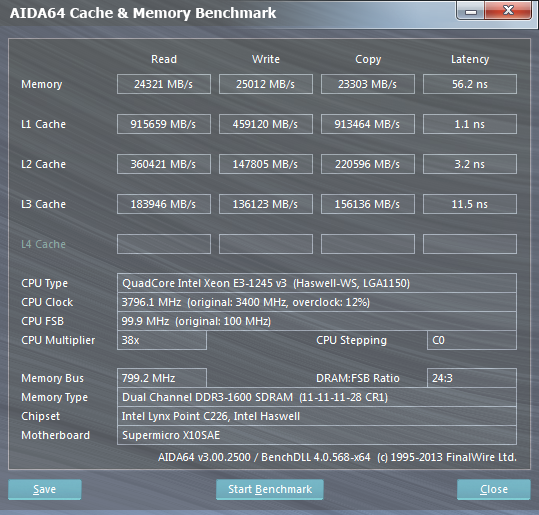 AIDA64 Cache & Memory Benchmark
Read Write Copy Latency
Memory 24321 MB/s 25012 MB/s 23303 MB/s 56.2 ns
L1 Cache 915659 MB/s 459120 MB/s 913464 MB/s 1.1 ns
L2 Cache 360421 MB/s 147805 MB/s 220596 MB/s 3.2 ns
L3 Cache 183946 MB/s 136123 MB/s 156136 MB/s 11.5 ns
L4 Cache
CPU Type QuadCore Intel Xeon E3-1245 v3 (Haswell-WS, LGA1150)
CPU Clock 3796.1 MHz (original: 3400 MHz, overclock: 12%)
CPU FSB 99.9 MHz (original: 100 MHz)
CPU Multiplier 38x CPU Stepping C0
Memory Bus 799.2 MHz DRAM:FSB Ratio 24:3
Memory Type Dual Channel DDR3-1600 SDRAM (11-11-11-28 CR1)
Chipset Intel Lynx Point C226, Intel Haswell
Motherboard Supermicro X10SAE
AIDA64 v3.00.2500 / BenchDLL 4.0.568-x64 (c) 1995-2013 FinalWire Ltd.
Save Start Benchmark Close